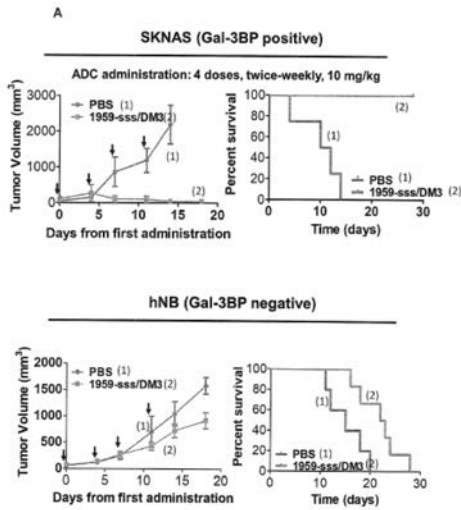 A
SKNAS (Gal-3BP positive)
ADC administration: 4 doses, twice-weekly, 10 mg/kg
Tumor Volume (mm³)
3000
2000
1000
0
0 5 10 15 20
Days from first administration
PBS (1)
1959-sss/DM3(2)
(1)
(2)
Percent survival
100
80
60
40
20
0
0 10 20 30
Time (days)
(2)
(1)
PBS (1)
1959-sss/DM3 (2)
hNB (Gal-3BP negative)
Tumor Volume (mm³)
2000
1500
1000
500
0
0 5 10 15 20
Days from first administration
PBS (1)
1959-sss/DM3 (2)
(1)
(2)
Percent survival
100
80
60
40
20
0
0 10 20 30
Time (days)
(1)
(2)
PBS (1)
1959-sss/DM3(2)